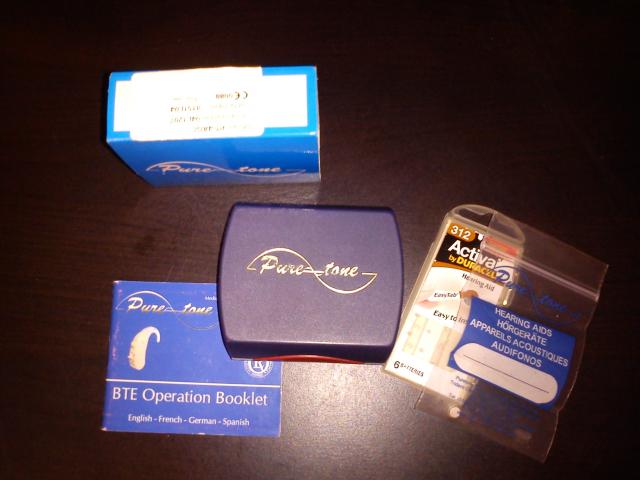 Pure-tone
Pure-tone
Pure-tone
BTE Operation Booklet
English - French - German - Spanish
312
Activair
by DURACELL
Hearing Aid
EasyTab
Easy to
6 BATTERIES
Pure-tone
HEARING AIDS
HÖRGERÄTE
APPAREILS ACOUSTIQUES
AUDIFONOS